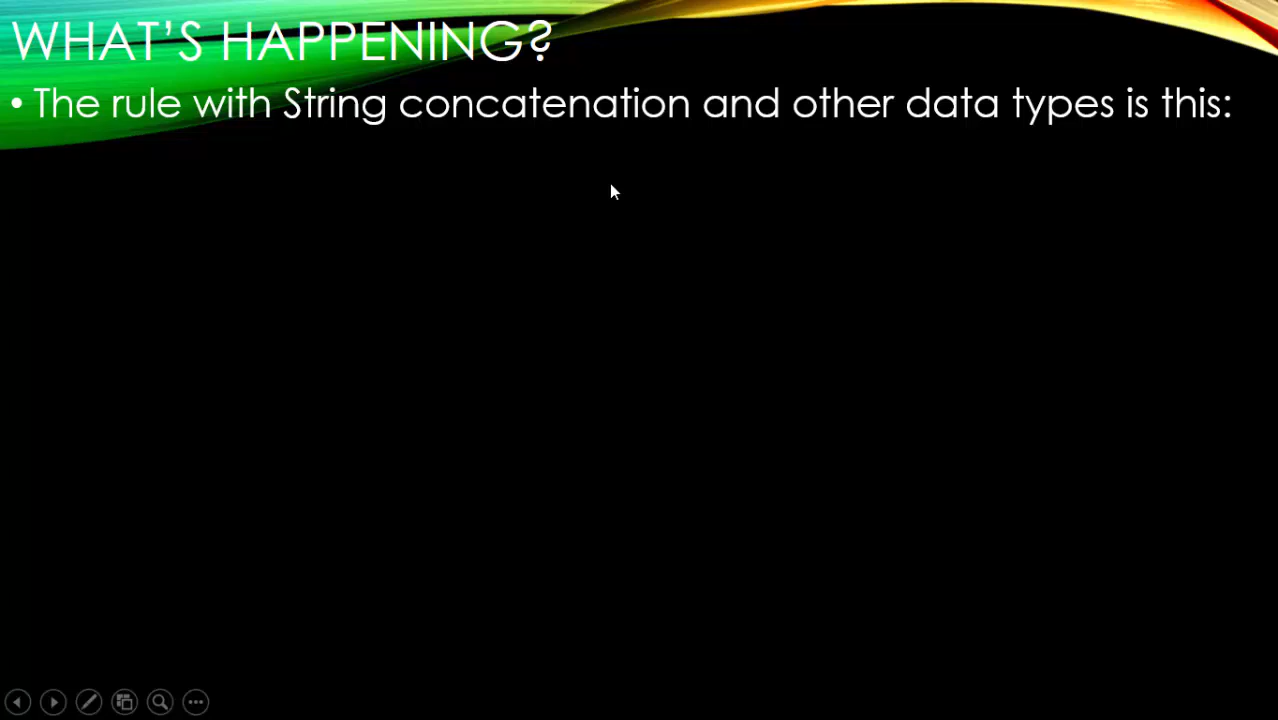 WHAT'S HAPPENING?
• The rule with String concatenation and other data types is this: